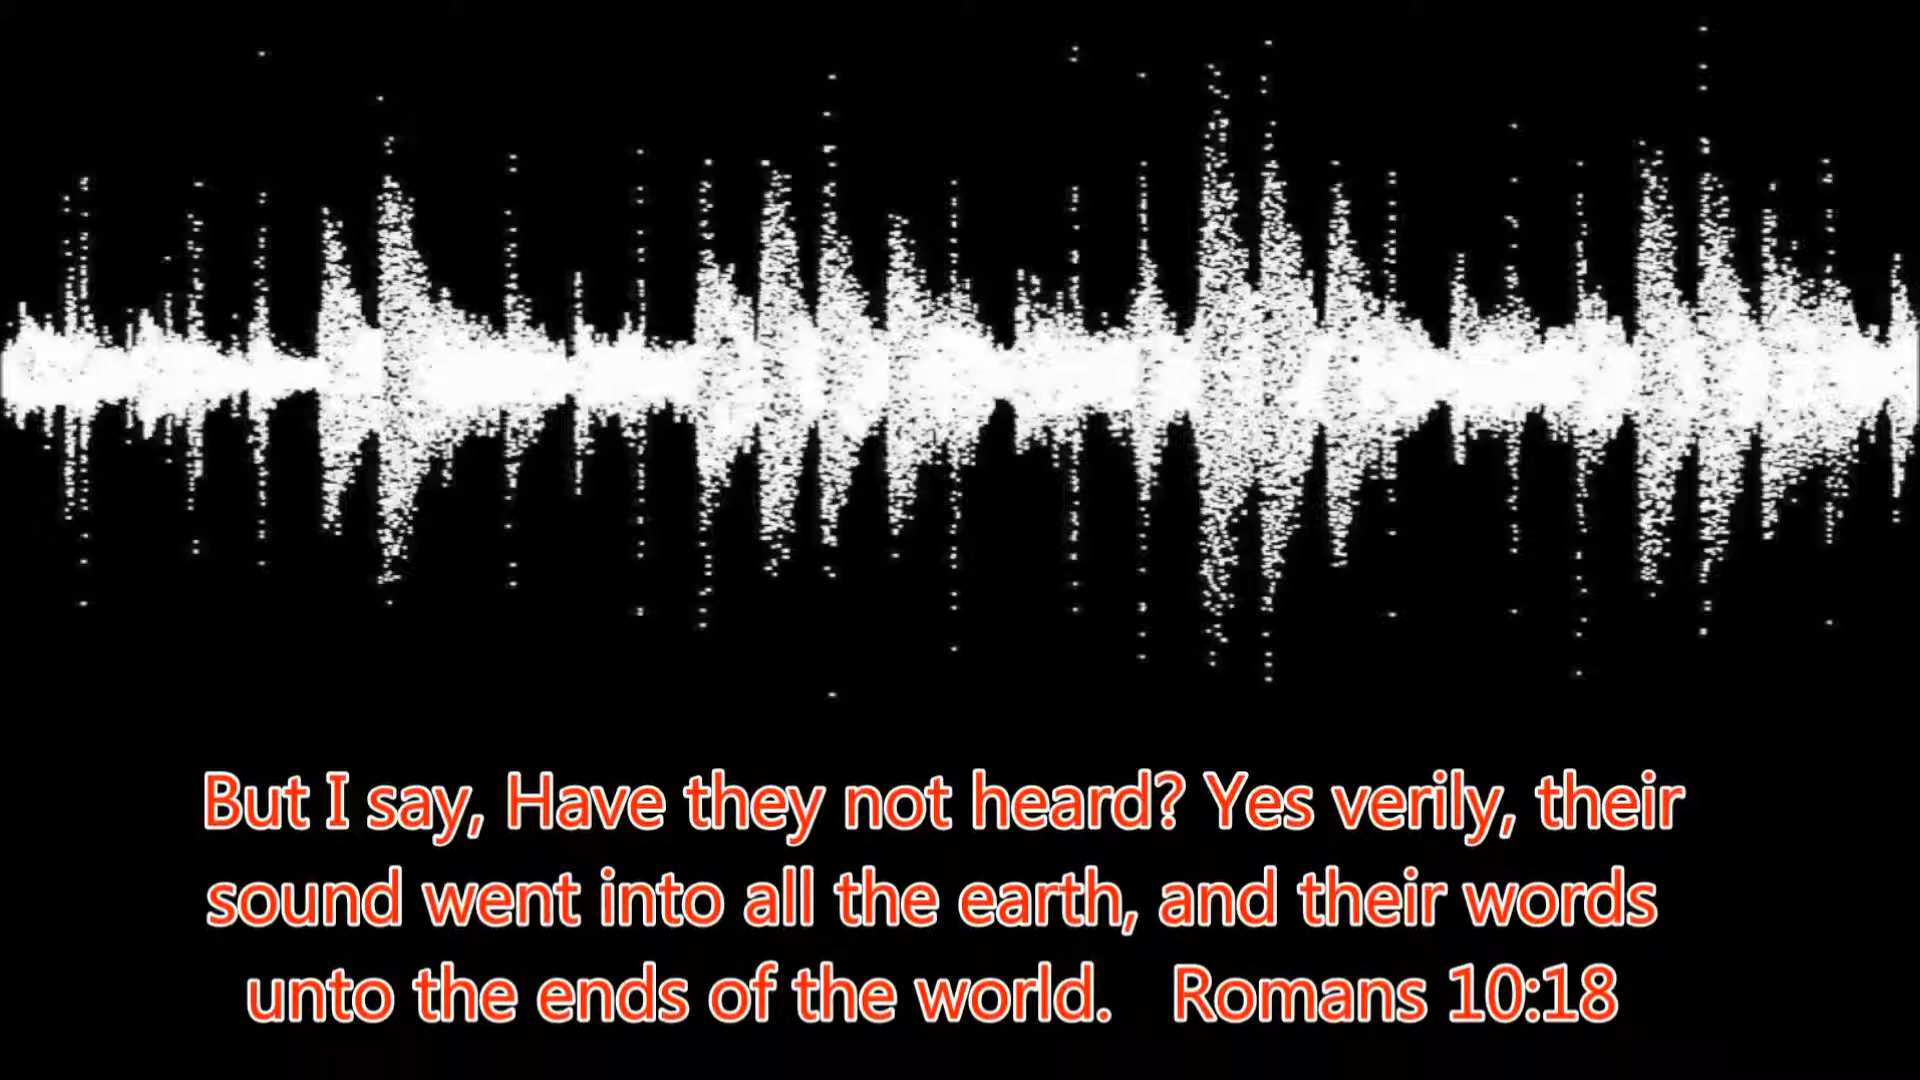 But I say, Have they not heard? Yes verily, their
sound went into all the earth, and their words
unto the ends of the world. Romans 10:18